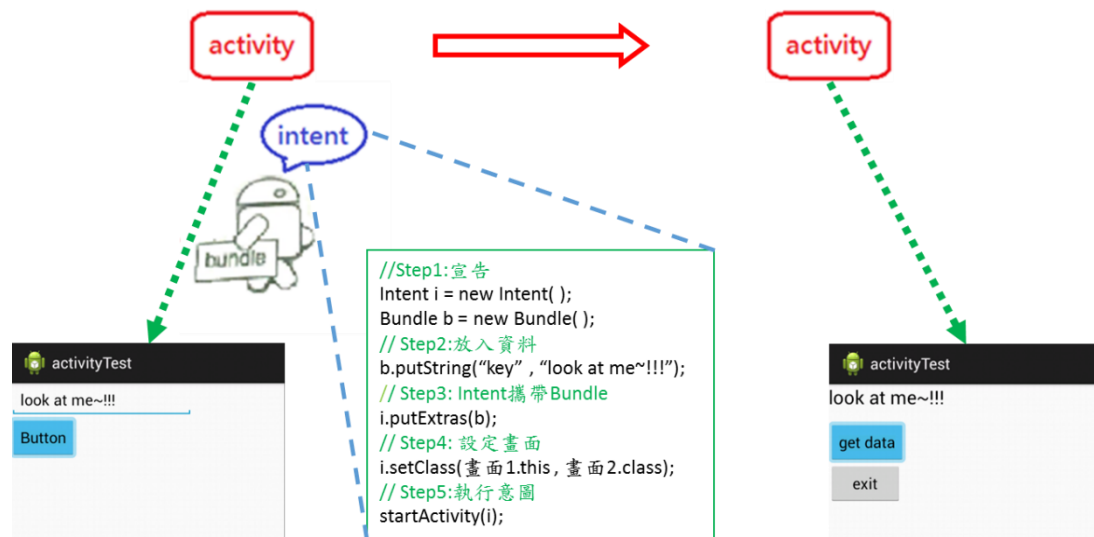 activity
activity
intent
bundle
//Step1:宣告
Intent i = new Intent( );
Bundle b = new Bundle( );
// Step2:放入資料
b.putString(“key” , “look at me~!!!”);
// Step3: Intent攜帶Bundle
i.putExtras(b);
// Step4: 設定畫面
i.setClass(畫面1.this , 畫面2.class);
// Step5:執行意圖
startActivity(i);
activityTest
look at me~!!!
Button
activityTest
look at me~!!!
get data
exit